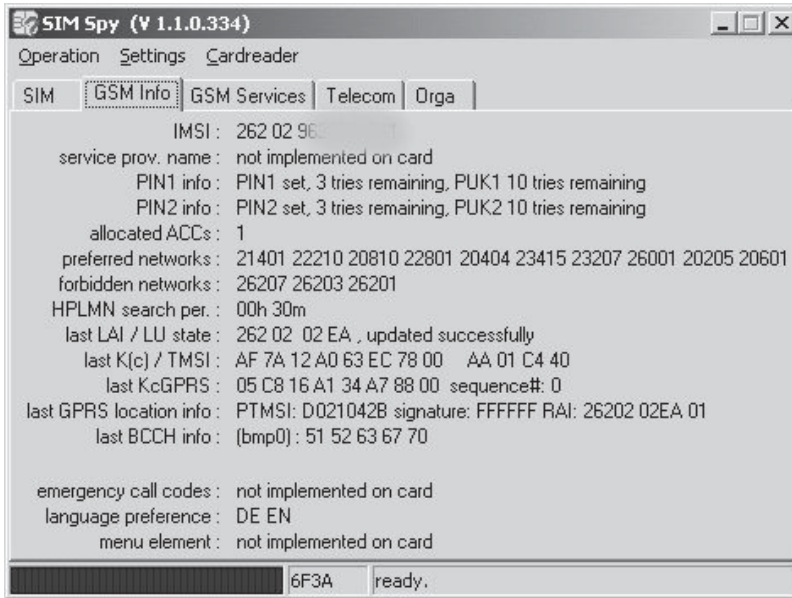 SIM Spy (V 1.1.0.334)
Operation Settings Cardreader
SIM GSM Info GSM Services Telecom Orga
IMSI : 262 02
service prov. name : not implemented on card
PIN1 info : PIN1 set, 3 tries remaining, PUK1 10 tries remaining
PIN2 info : PIN2 set, 3 tries remaining, PUK2 10 tries remaining
allocated ACCs : 1
preferred networks : 21401 22210 20810 22801 20404 23415 23207 26001 20205 20601
forbidden networks : 26207 26203 26201
HPLMN search per. : 00h 30m
last LAI / LU state : 262 02 02 EA , updated successfully
last K(c) / TMSI : AF 7A 12 A0 63 EC 78 00 AA 01 C4 40
last KcGPRS : 05 C8 16 A1 34 A7 88 00 sequence#: 0
last GPRS location info : PTMSI: D021042B signature: FFFFFF RAI: 26202 02EA 01
last BCCH info : (bmp0) : 51 52 63 67 70
emergency call codes : not implemented on card
language preference : DE EN
menu element : not implemented on card
6F3A ready.